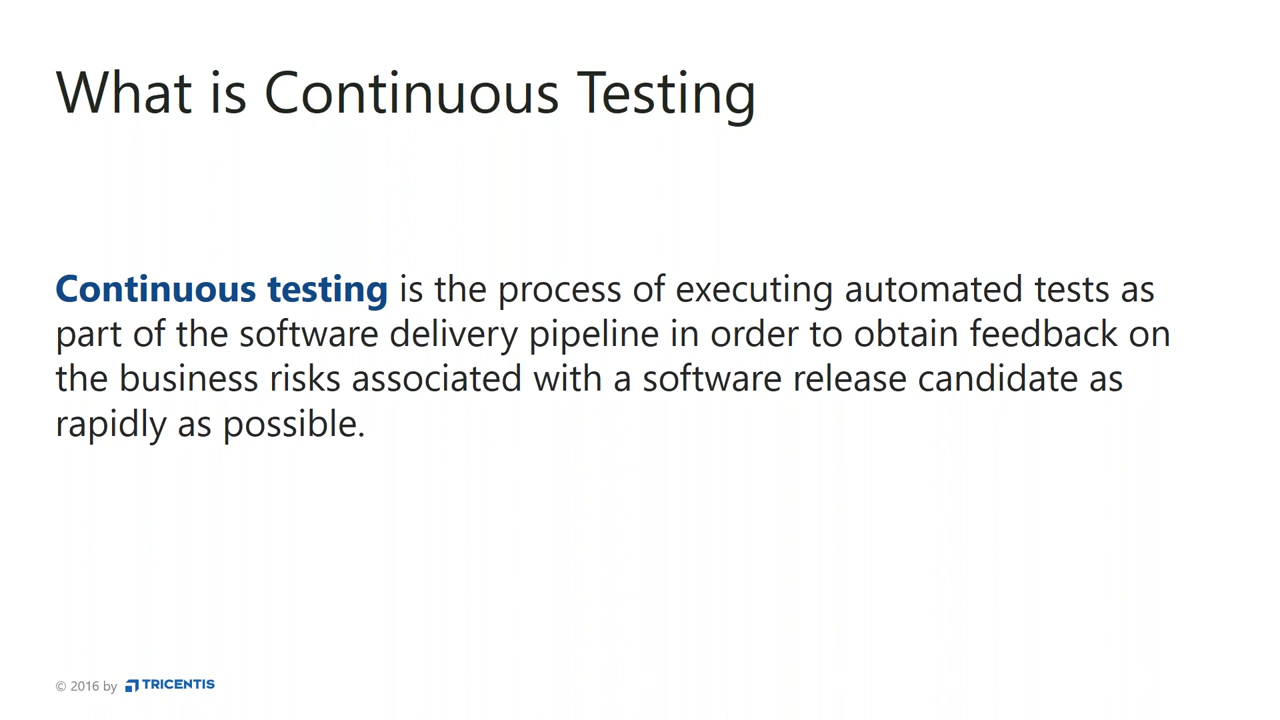 What is Continuous Testing
Continuous testing is the process of executing automated tests as
part of the software delivery pipeline in order to obtain feedback on
the business risks associated with a software release candidate as
rapidly as possible.
© 2016 by TRICENTIS